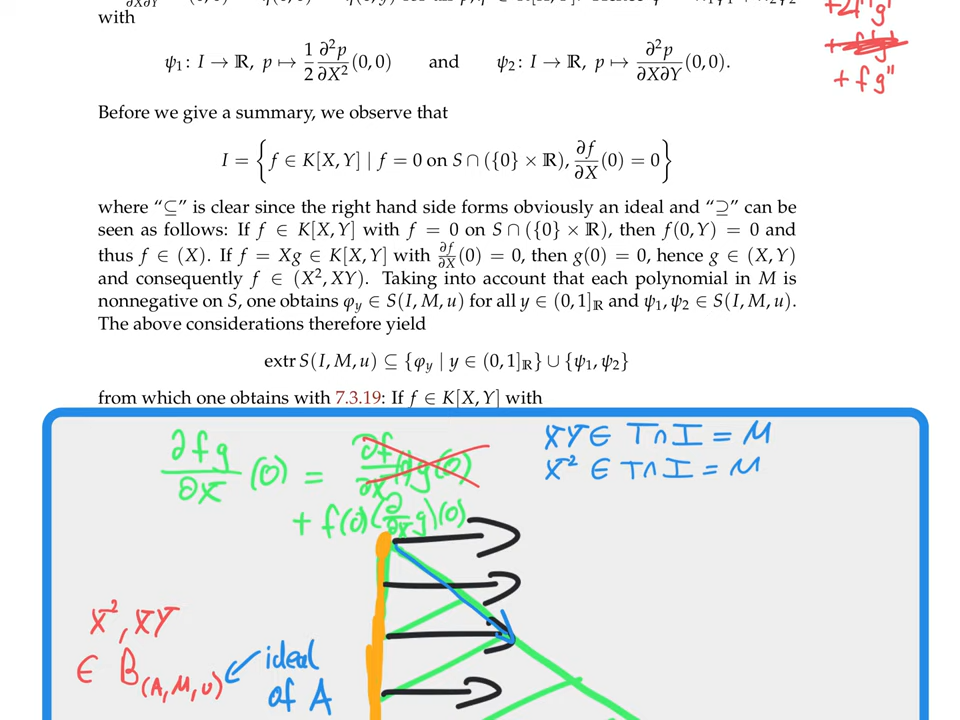 with
ψ₁ : I → ℝ, p ↦ 1/2 ∂²p/∂X² (0,0) and ψ₂ : I → ℝ, p ↦ ∂²p/∂X∂Y (0,0).
+ f g"
Before we give a summary, we observe that
I = { f ∈ K[X,Y] | f = 0 on S ∩ ({0} × ℝ), ∂f/∂X (0) = 0 }
where “⊆” is clear since the right hand side forms obviously an ideal and “⊇” can be
seen as follows: If f ∈ K[X,Y] with f = 0 on S ∩ ({0} × ℝ), then f(0,Y) = 0 and
thus f ∈ (X). If f = Xg ∈ K[X,Y] with ∂f/∂X (0) = 0, then g(0) = 0, hence g ∈ (X,Y)
and consequently f ∈ (X², XY). Taking into account that each polynomial in M is
nonnegative on S, one obtains φ_y ∈ S(I, M, u) for all y ∈ (0,1]_ℝ and ψ₁, ψ₂ ∈ S(I, M, u).
The above considerations therefore yield
extr S(I, M, u) ⊆ {φ_y | y ∈ (0,1]_ℝ} ∪ {ψ₁, ψ₂}
from which one obtains with 7.3.19: If f ∈ K[X,Y] with
∂fg/∂X (0) = ∂f/∂X (0) g(0)
+ f(0) (∂/∂X g)(0)
XY ∈ T ∩ I = M
X² ∈ T ∩ I = M
X², XY
∈ B_(A,M,u)
ideal
of A